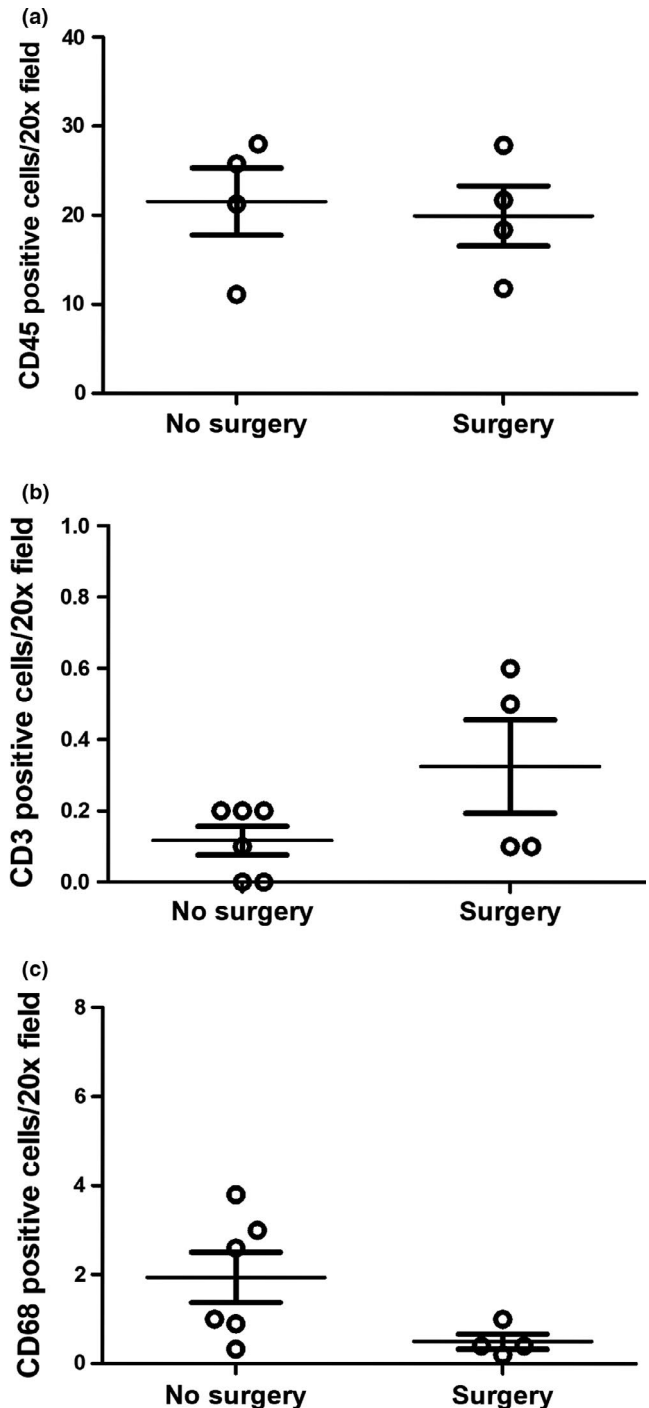 (a)
CD45 positive cells/20x field
40
30
20
10
0
No surgery Surgery
(b)
CD3 positive cells/20x field
1.0
0.8
0.6
0.4
0.2
0.0
No surgery Surgery
(c)
CD68 positive cells/20x field
8
6
4
2
0
No surgery Surgery